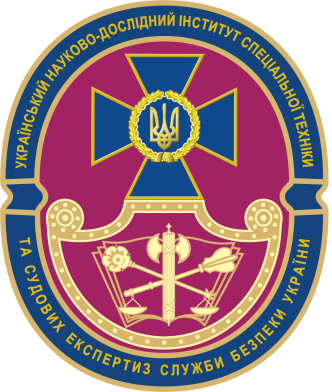 УКРАЇНСЬКИЙ НАУКОВО-ДОСЛІДНИЙ ІНСТИТУТ СПЕЦІАЛЬНОЇ ТЕХНІКИ
ТА СУДОВИХ ЕКСПЕРТИЗ СЛУЖБИ БЕЗПЕКИ УКРАЇНИ